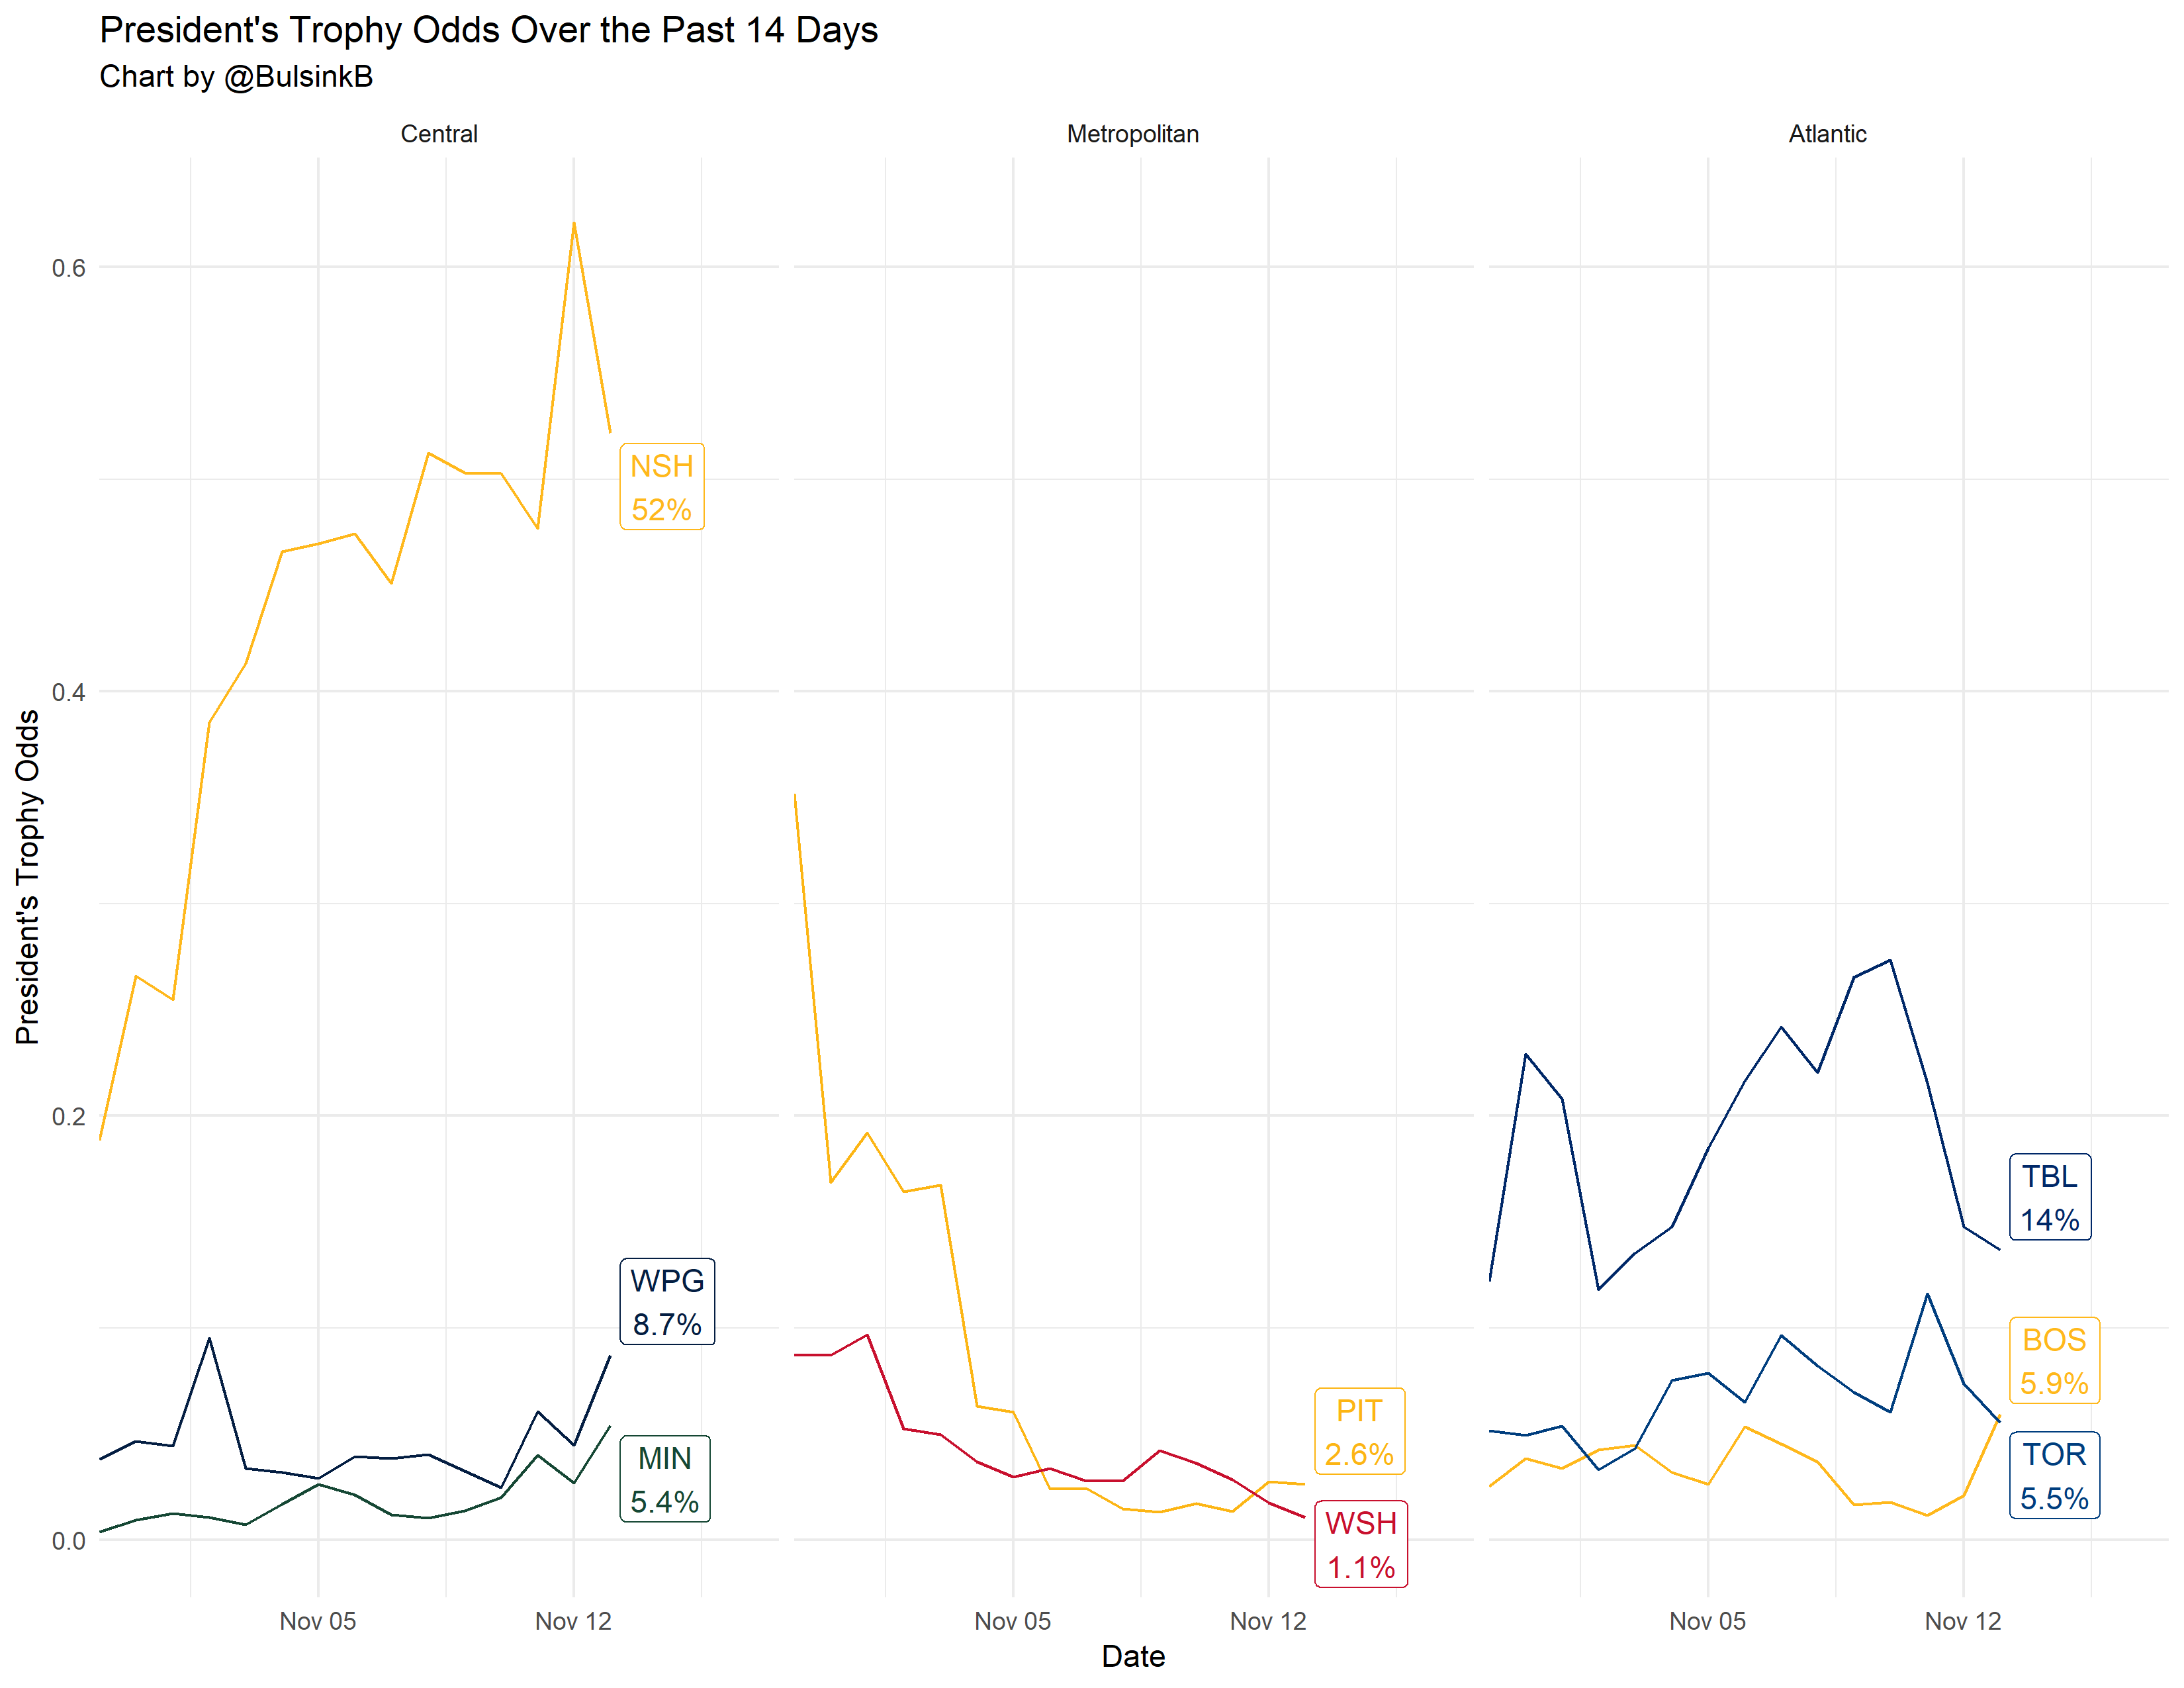 President's Trophy Odds Over the Past 14 Days
Chart by @BulsinkB
Central
Metropolitan
Atlantic
President's Trophy Odds
0.6
0.4
0.2
0.0
NSH
52%
WPG
8.7%
MIN
5.4%
PIT
2.6%
WSH
1.1%
TBL
14%
BOS
5.9%
TOR
5.5%
Nov 05
Nov 12
Nov 05
Nov 12
Nov 05
Nov 12
Date